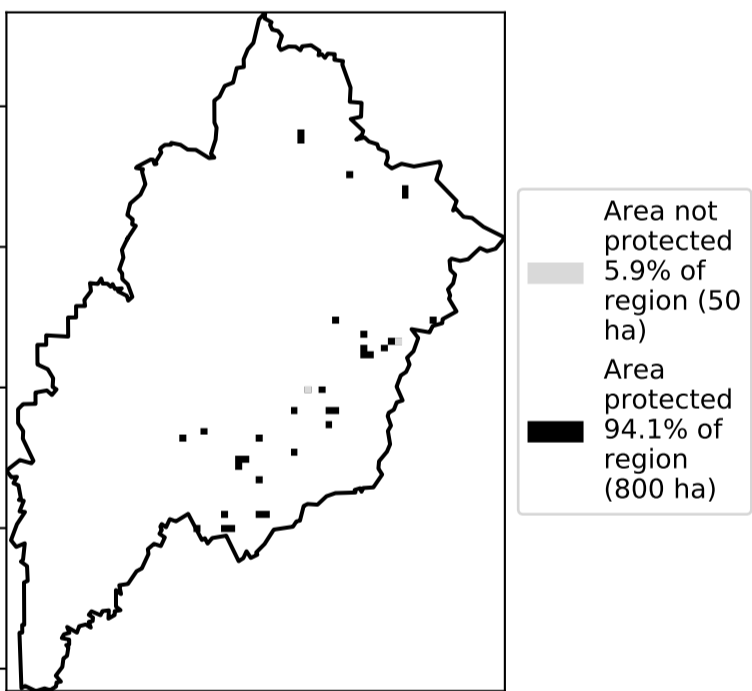 Area not
protected
5.9% of
region (50
ha)
Area
protected
94.1% of
region
(800 ha)